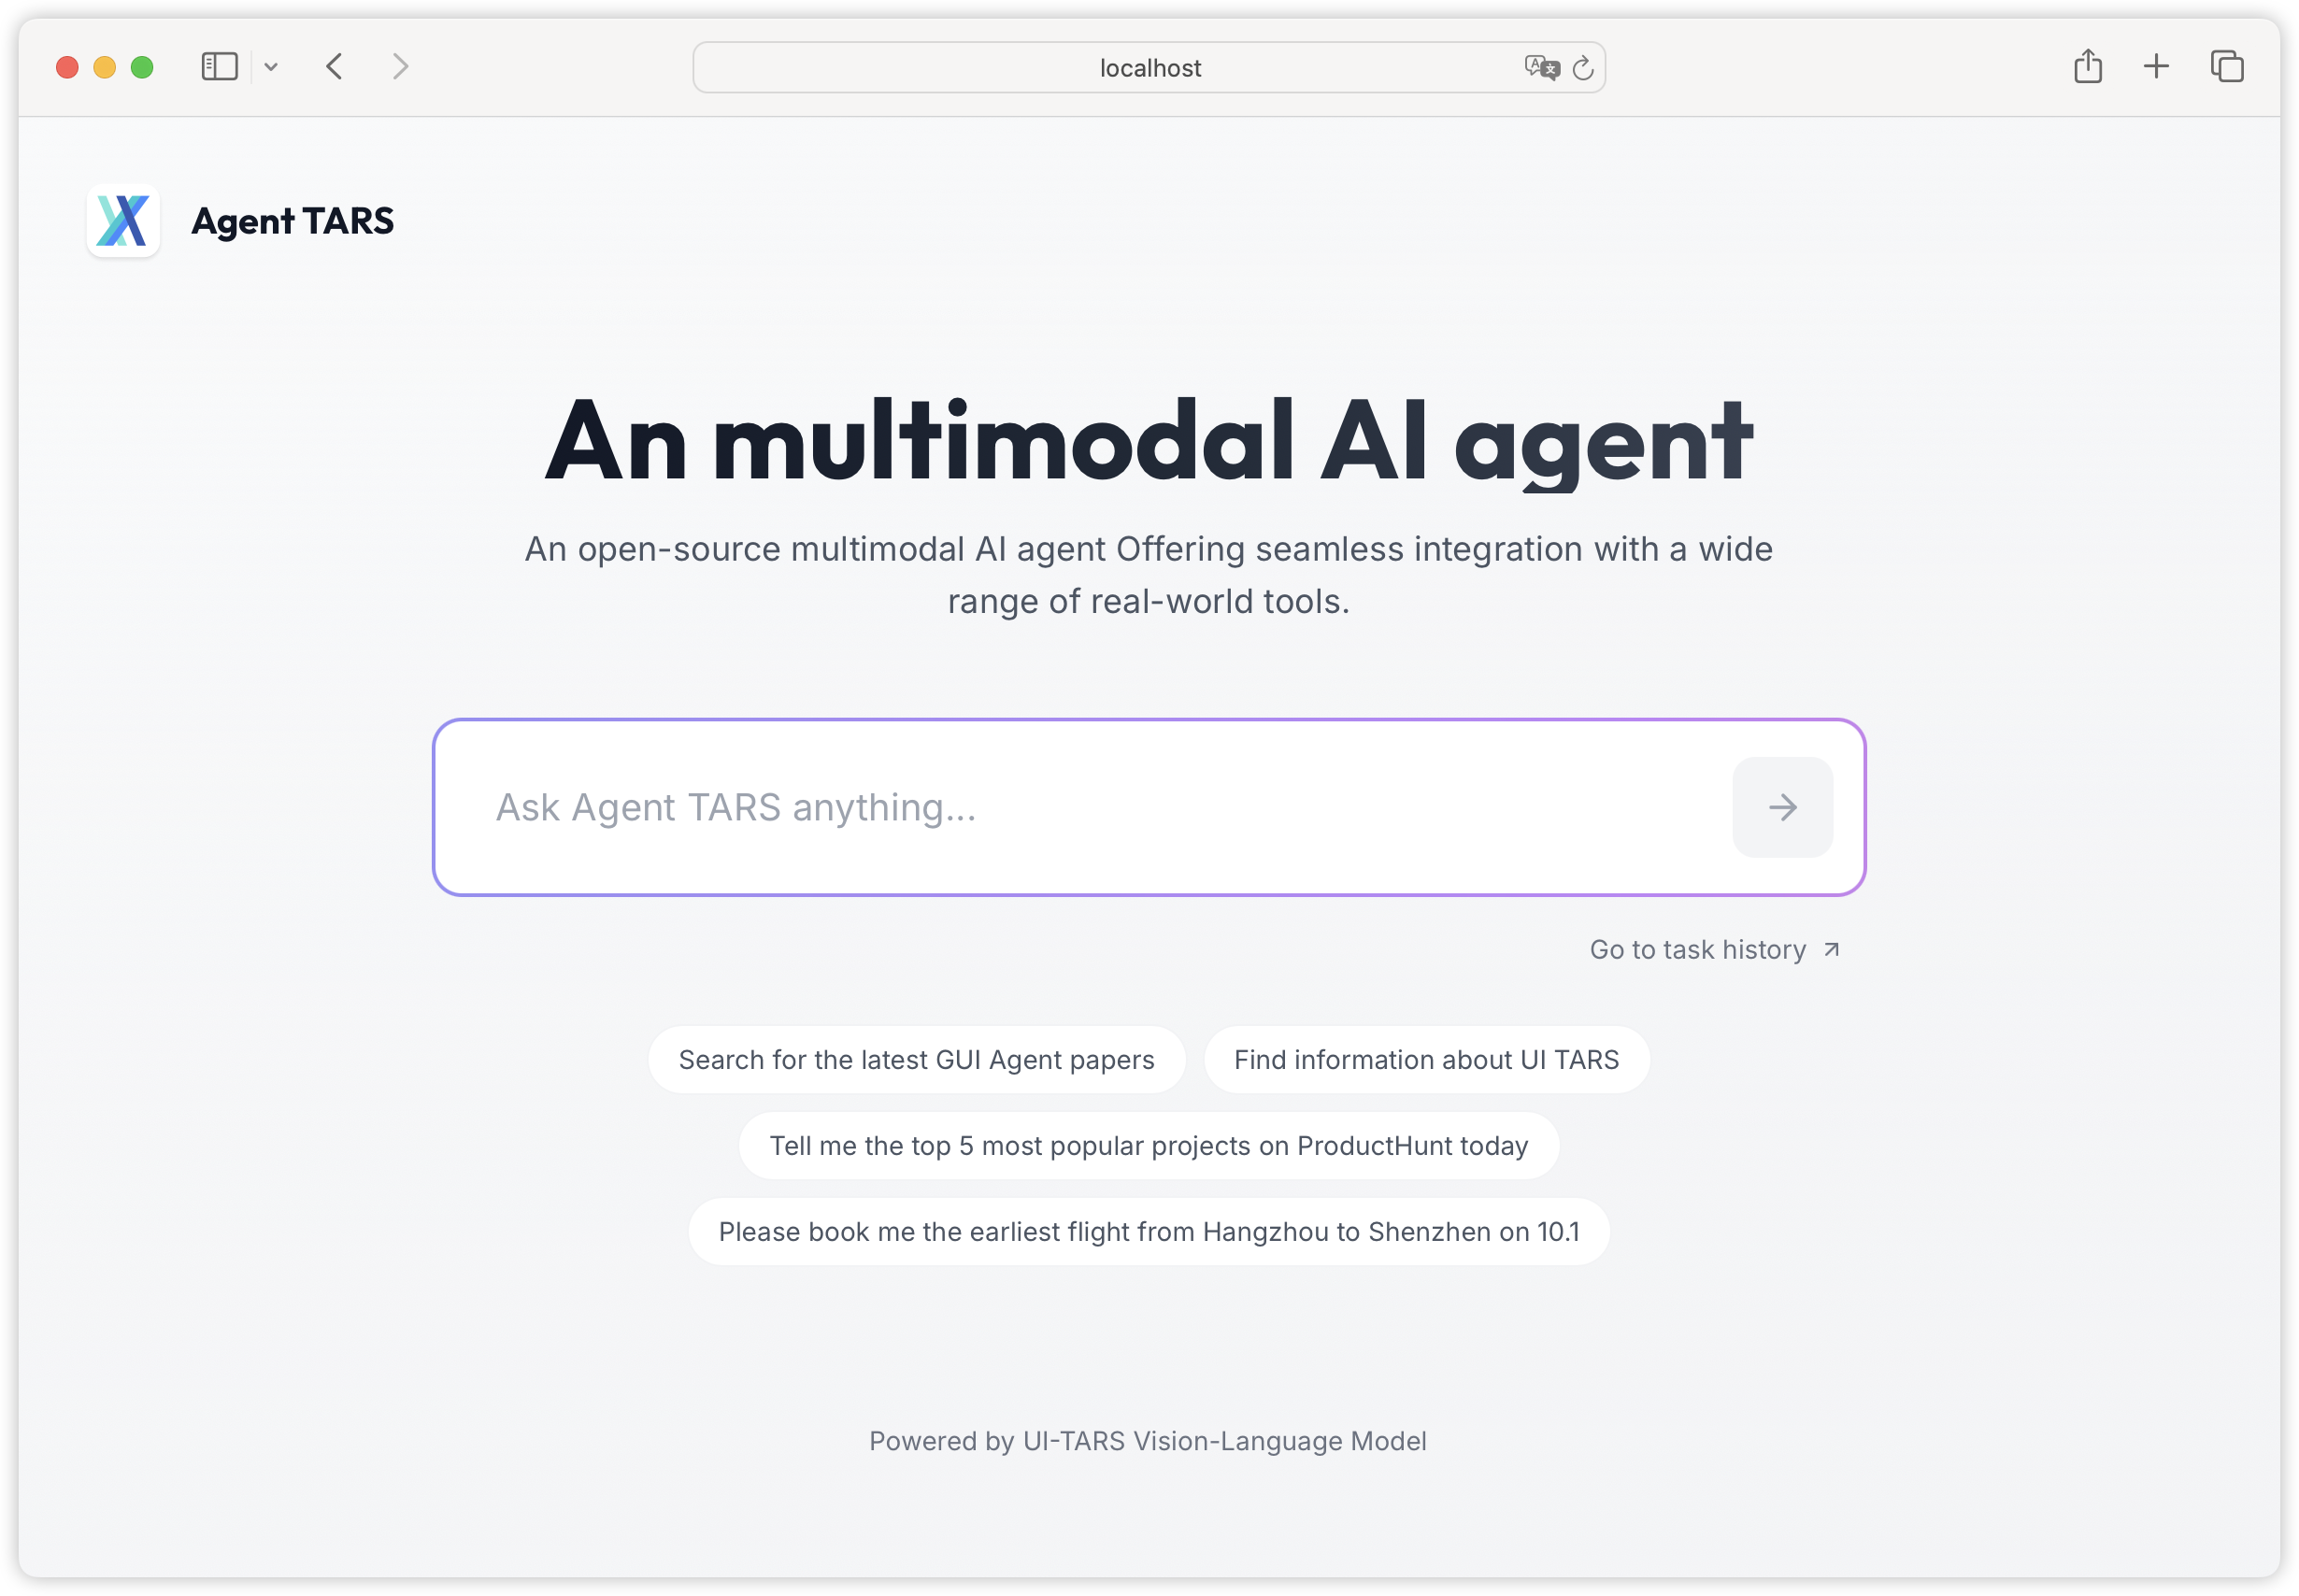 localhost
Agent TARS
An multimodal AI agent
An open-source multimodal AI agent Offering seamless integration with a wide
range of real-world tools.
Ask Agent TARS anything...
Go to task history
Search for the latest GUI Agent papers
Find information about UI TARS
Tell me the top 5 most popular projects on ProductHunt today
Please book me the earliest flight from Hangzhou to Shenzhen on 10.1
Powered by UI-TARS Vision-Language Model